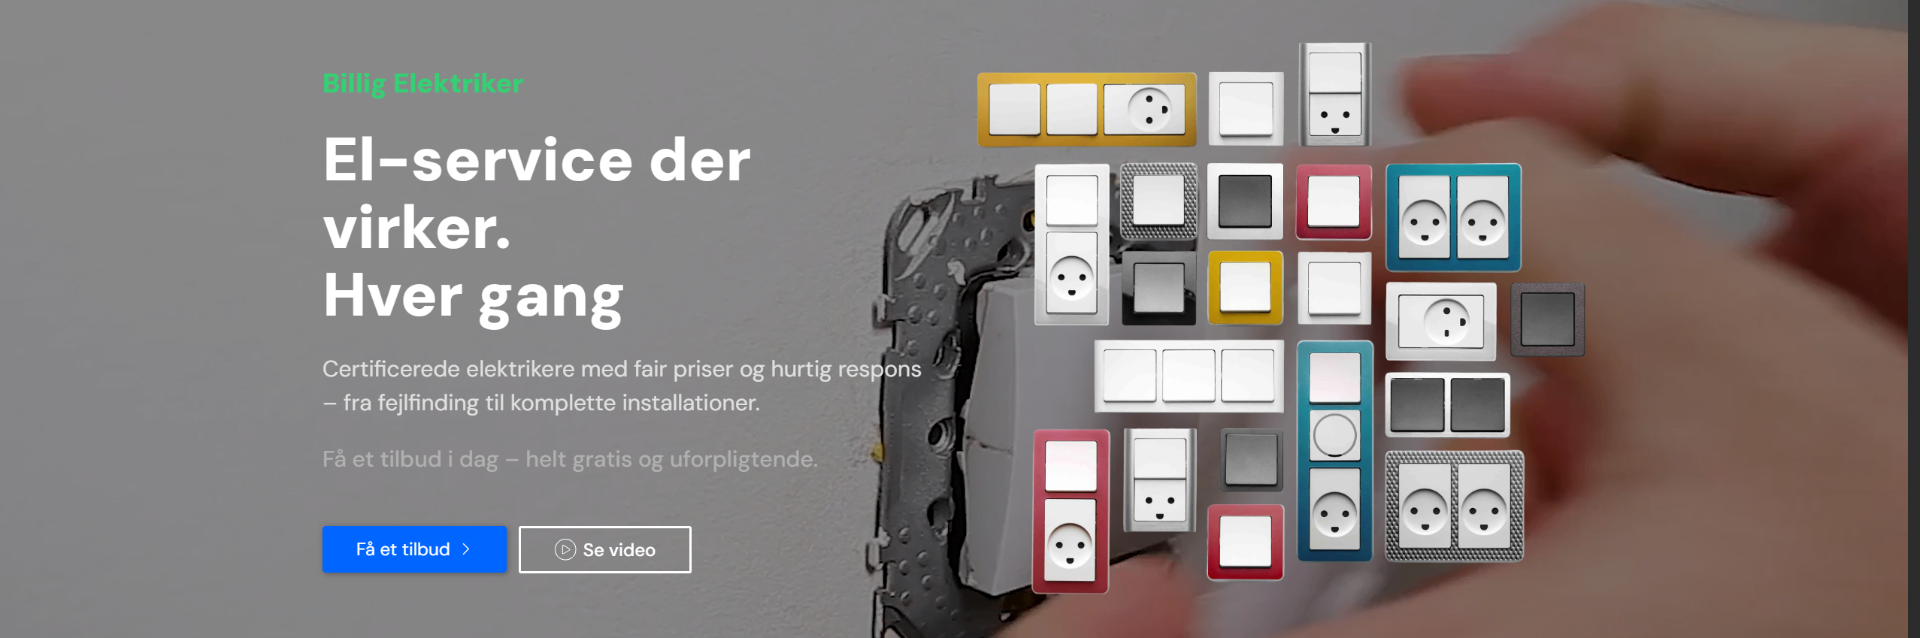 Billig Elektriker
El-service der
virker.
Hver gang
Certificerede elektrikere med fair priser og hurtig respons
– fra fejlfinding til komplette installationer.
Få et tilbud i dag – helt gratis og uforpligtende.
Få et tilbud
Se video